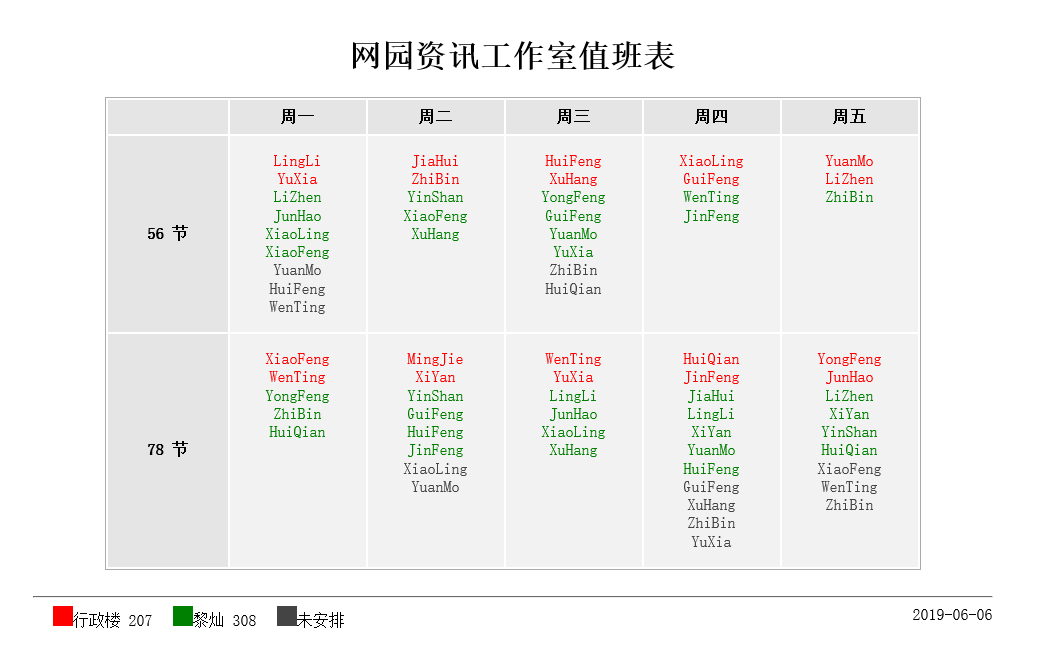 网园资讯工作室值班表
周一 周二 周三 周四 周五
56 节
LingLi
YuXia
LiZhen
JunHao
XiaoLing
XiaoFeng
YuanMo
HuiFeng
WenTing
JiaHui
ZhiBin
YinShan
XiaoFeng
XuHang
HuiFeng
XuHang
YongFeng
GuiFeng
YuanMo
YuXia
ZhiBin
HuiQian
XiaoLing
GuiFeng
WenTing
JinFeng
YuanMo
LiZhen
ZhiBin
78 节
XiaoFeng
WenTing
YongFeng
ZhiBin
HuiQian
MingJie
XiYan
YinShan
GuiFeng
HuiFeng
JinFeng
XiaoLing
YuanMo
WenTing
YuXia
LingLi
JunHao
XiaoLing
XuHang
HuiQian
JinFeng
JiaHui
LingLi
XiYan
YuanMo
HuiFeng
GuiFeng
XuHang
ZhiBin
YuXia
YongFeng
JunHao
LiZhen
XiYan
YinShan
HuiQian
XiaoFeng
WenTing
ZhiBin
行政楼 207 黎灿 308 未安排
2019-06-06